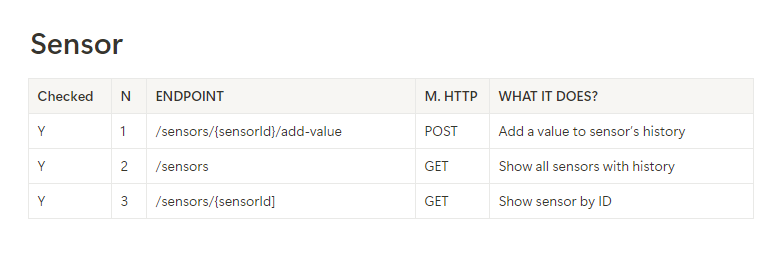 Sensor
Checked N ENDPOINT M. HTTP WHAT IT DOES?
Y 1 /sensors/{sensorId}/add-value POST Add a value to sensor's history
Y 2 /sensors GET Show all sensors with history
Y 3 /sensors/{sensorId] GET Show sensor by ID